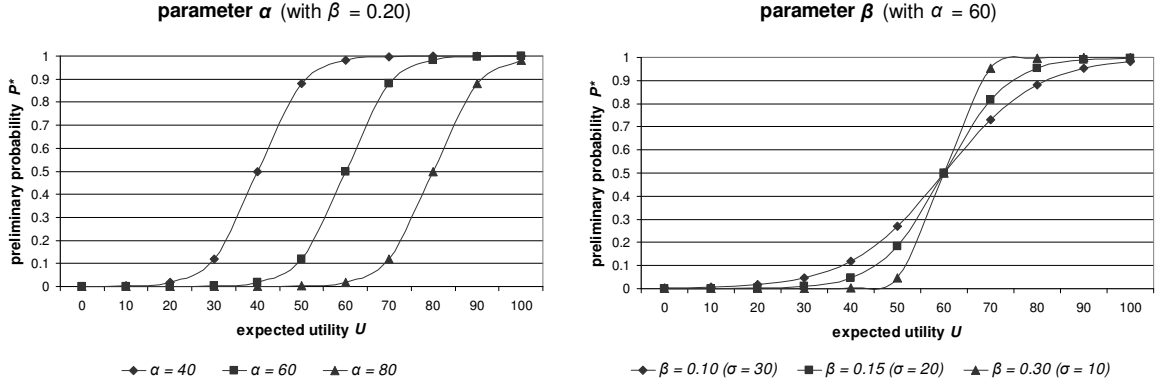 parameter α (with β = 0.20)
preliminary probability P*
1
0.9
0.8
0.7
0.6
0.5
0.4
0.3
0.2
0.1
0
0 10 20 30 40 50 60 70 80 90 100
expected utility U
α = 40 α = 60 α = 80
parameter β (with α = 60)
preliminary probability P*
1
0.9
0.8
0.7
0.6
0.5
0.4
0.3
0.2
0.1
0
0 10 20 30 40 50 60 70 80 90 100
expected utility U
β = 0.10 (σ = 30) β = 0.15 (σ = 20) β = 0.30 (σ = 10)